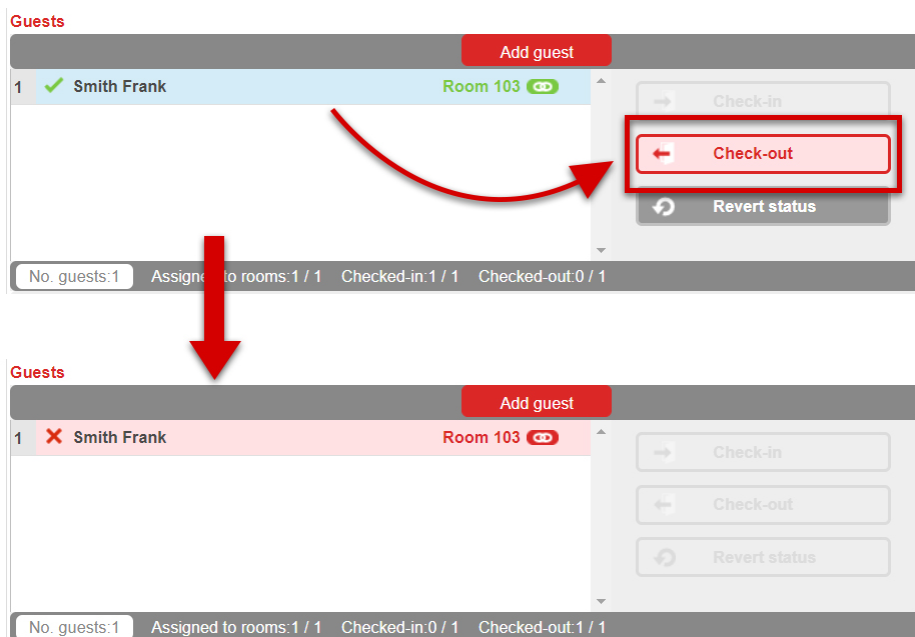 Guests
Add guest
1 Smith Frank Room 103
Check-in
Check-out
Revert status
No. guests:1 Assigned to rooms:1 / 1 Checked-in:1 / 1 Checked-out:0 / 1
Guests
Add guest
1 Smith Frank Room 103
Check-in
Check-out
Revert status
No. guests:1 Assigned to rooms:1 / 1 Checked-in:0 / 1 Checked-out:1 / 1